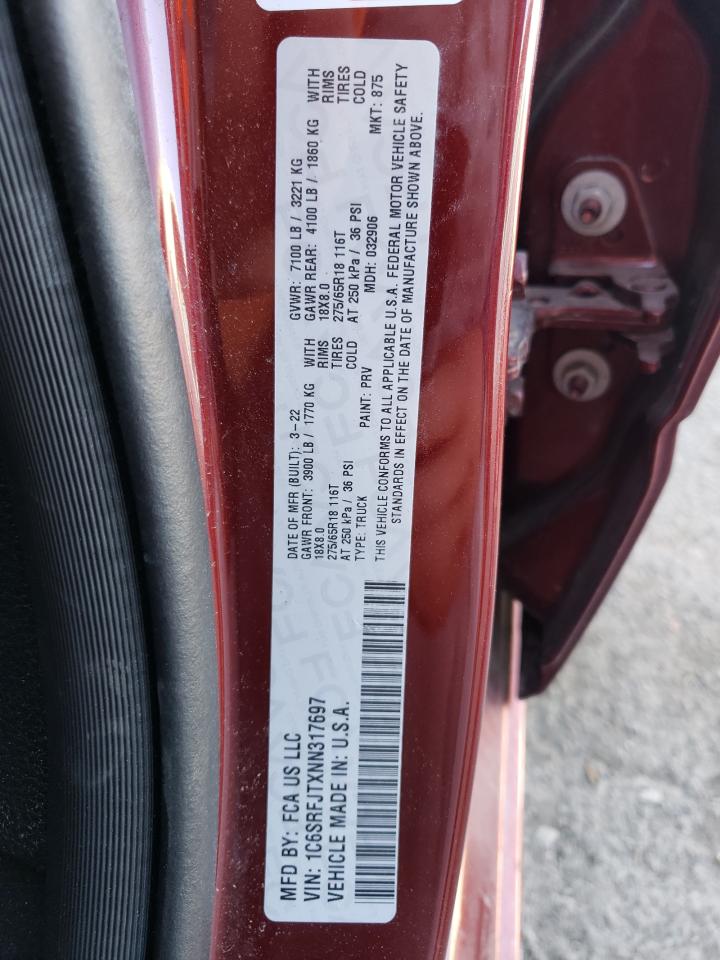 MFD BY: FCA US LLC
VIN: 1C6SRFJTXNN317697
VEHICLE MADE IN: U.S.A.
DATE OF MFR (BUILT): 3-22 GVWR: 7100 LB / 3221 KG
GAWR FRONT: 3900 LB / 1770 KG WITH GAWR REAR: 4100 LB / 1860 KG WITH
18X8.0 RIMS 18X8.0 RIMS
275/65R18 116T TIRES 275/65R18 116T TIRES
AT 250 kPa / 36 PSI COLD AT 250 kPa / 36 PSI COLD
TYPE: TRUCK PAINT: PRV MDH: 032906 MKT: 875
THIS VEHICLE CONFORMS TO ALL APPLICABLE U.S.A. FEDERAL MOTOR VEHICLE SAFETY
STANDARDS IN EFFECT ON THE DATE OF MANUFACTURE SHOWN ABOVE.